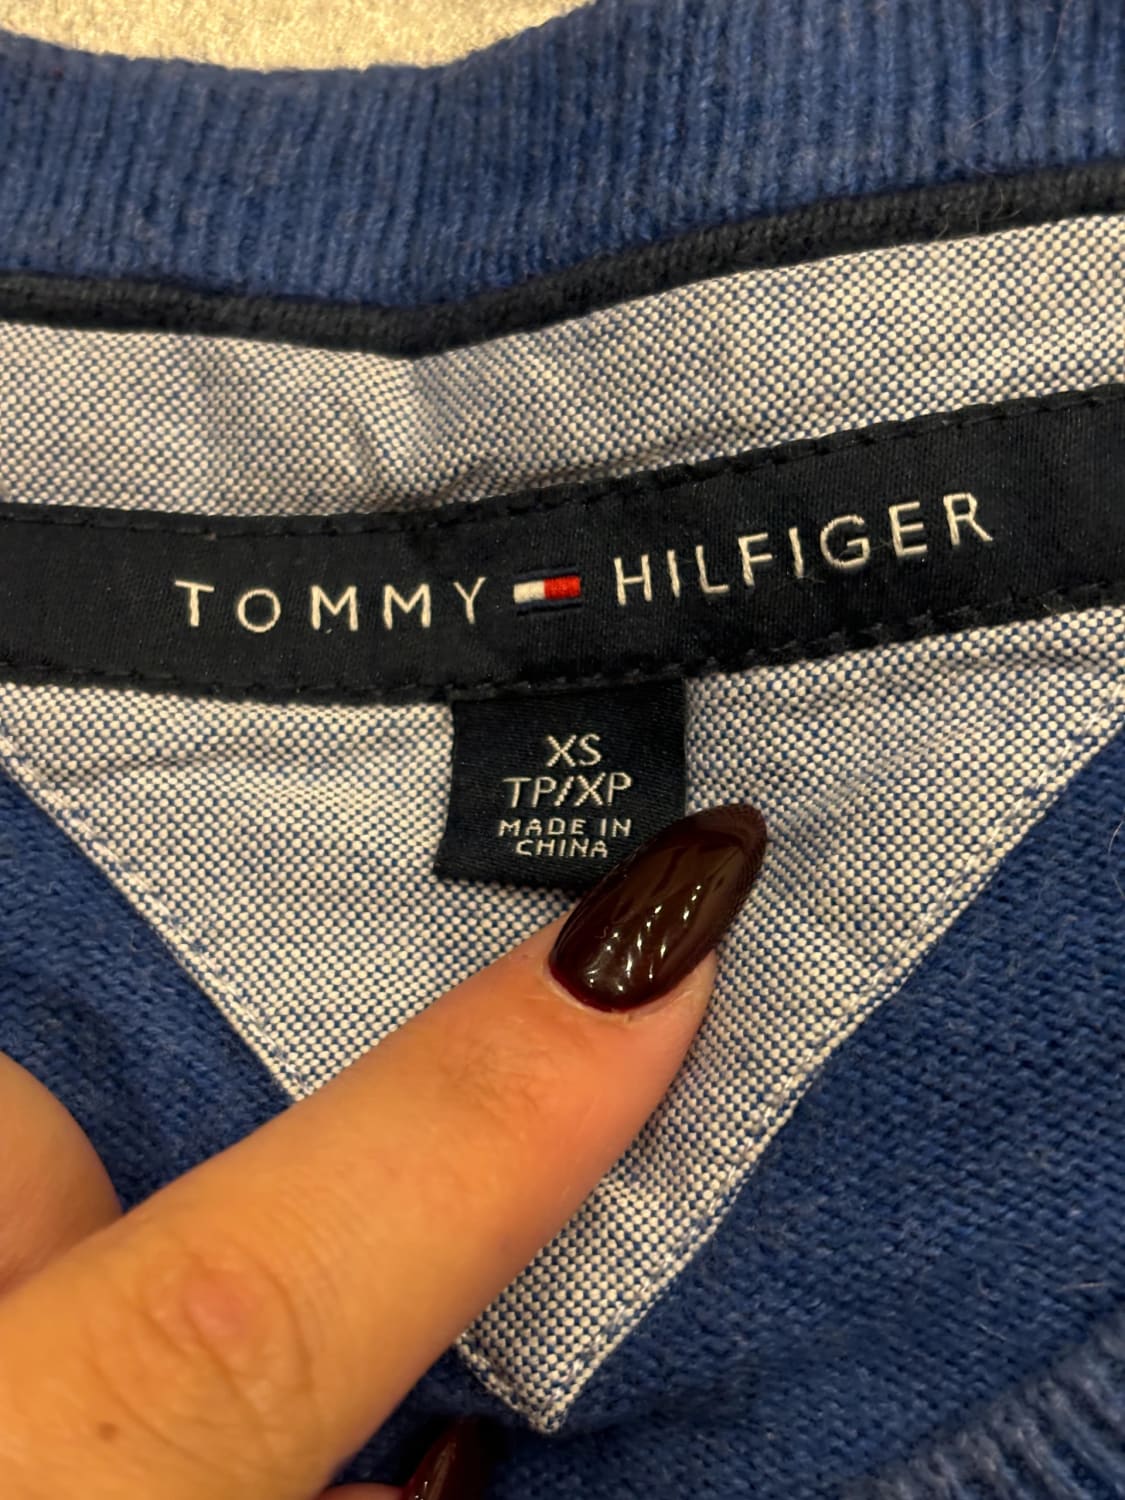 TOMMY HILFIGER
XS
TP/XP
MADE IN
CHINA